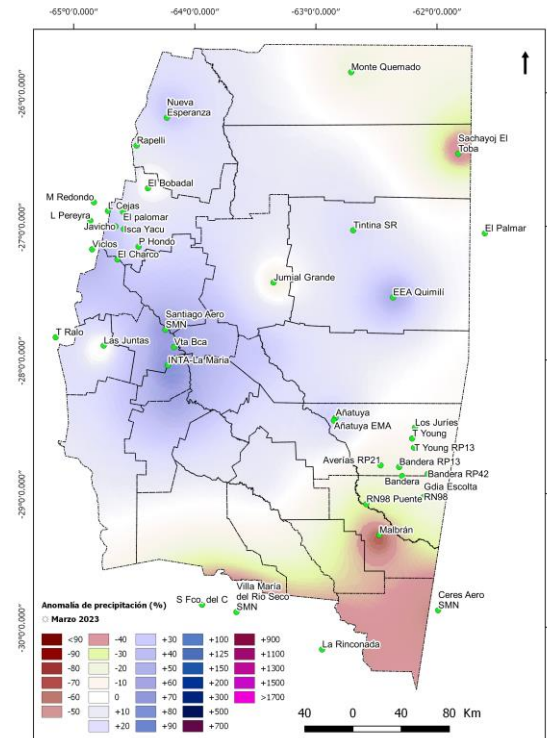 -65°0'0.000" -64°0'0.000" -63°0'0.000" -62°0'0.000"
-26°0'0.000"
-27°0'0.000"
-28°0'0.000"
-29°0'0.000"
-30°0'0.000"
Monte Quemado
Nueva
Esperanza
Rapelli
Sachayoj El
Toba
El Bobadal
M Redondo
L Cejas
L Pereyra
El palomar
Javicho
Isca Yacu
Viclos
P Hondo
El Charco
Tintina SR
El Palmar
Jumial Grande
EEA Quimilí
Santiago Aero
SMN
T Ralo
Las Juntas
Vta Bca
INTA-La Maria
Añatuya
Añatuya EMA
Los Juríes
T Young
T Young RP13
Averías RP21
Bandera RP13
Bandera RP42
Bandera
Gdia Escolta
RN98
RN98 Puente
Malbrán
S Fco. del C
Villa María
del Río Seco
SMN
Ceres Aero
SMN
La Rinconada
Anomalía de precipitación (%)
Marzo 2023
<90 -40 +30 +100 +900
-90 -30 +40 +125 +1100
-80 -20 +50 +150 +1300
-70 -10 +60 +200 +1500
-60 0 +70 +300 >1700
-50 +10 +80 +500
+20 +90 +700
40 0 40 80 Km